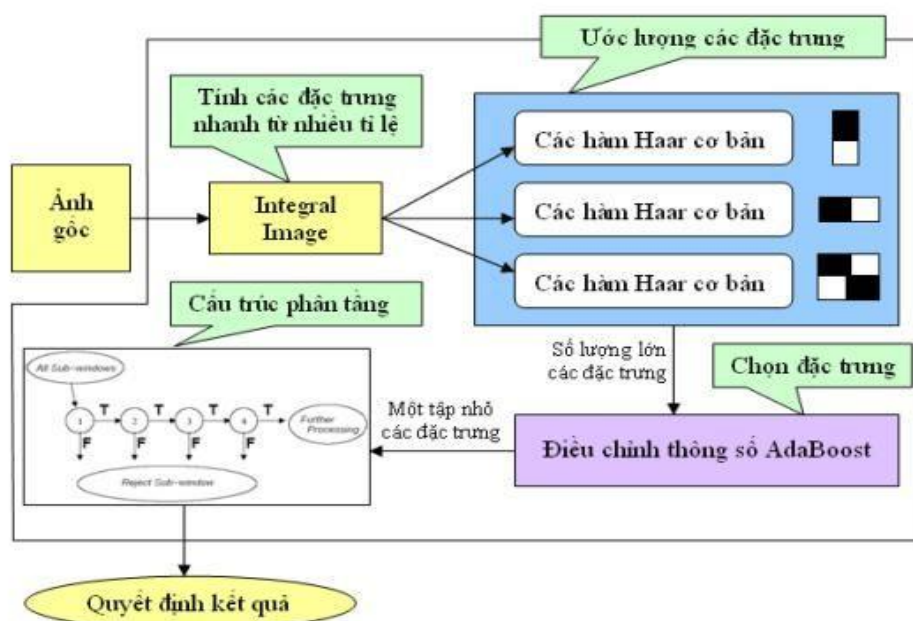 Ước lượng các đặc trưng
Tính các đặc trưng
nhanh từ nhiều tỉ lệ
Ảnh
gốc
Integral
Image
Các hàm Haar cơ bản
Các hàm Haar cơ bản
Các hàm Haar cơ bản
Cấu trúc phân tầng
Số lượng lớn
các đặc trưng
Chọn đặc trưng
All Sub-windows
1
T
2
T
3
T
4
T
Further
Processing
F
F
F
F
Reject Sub-window
Một tập nhỏ
các đặc trưng
Điều chỉnh thông số AdaBoost
Quyết định kết quả